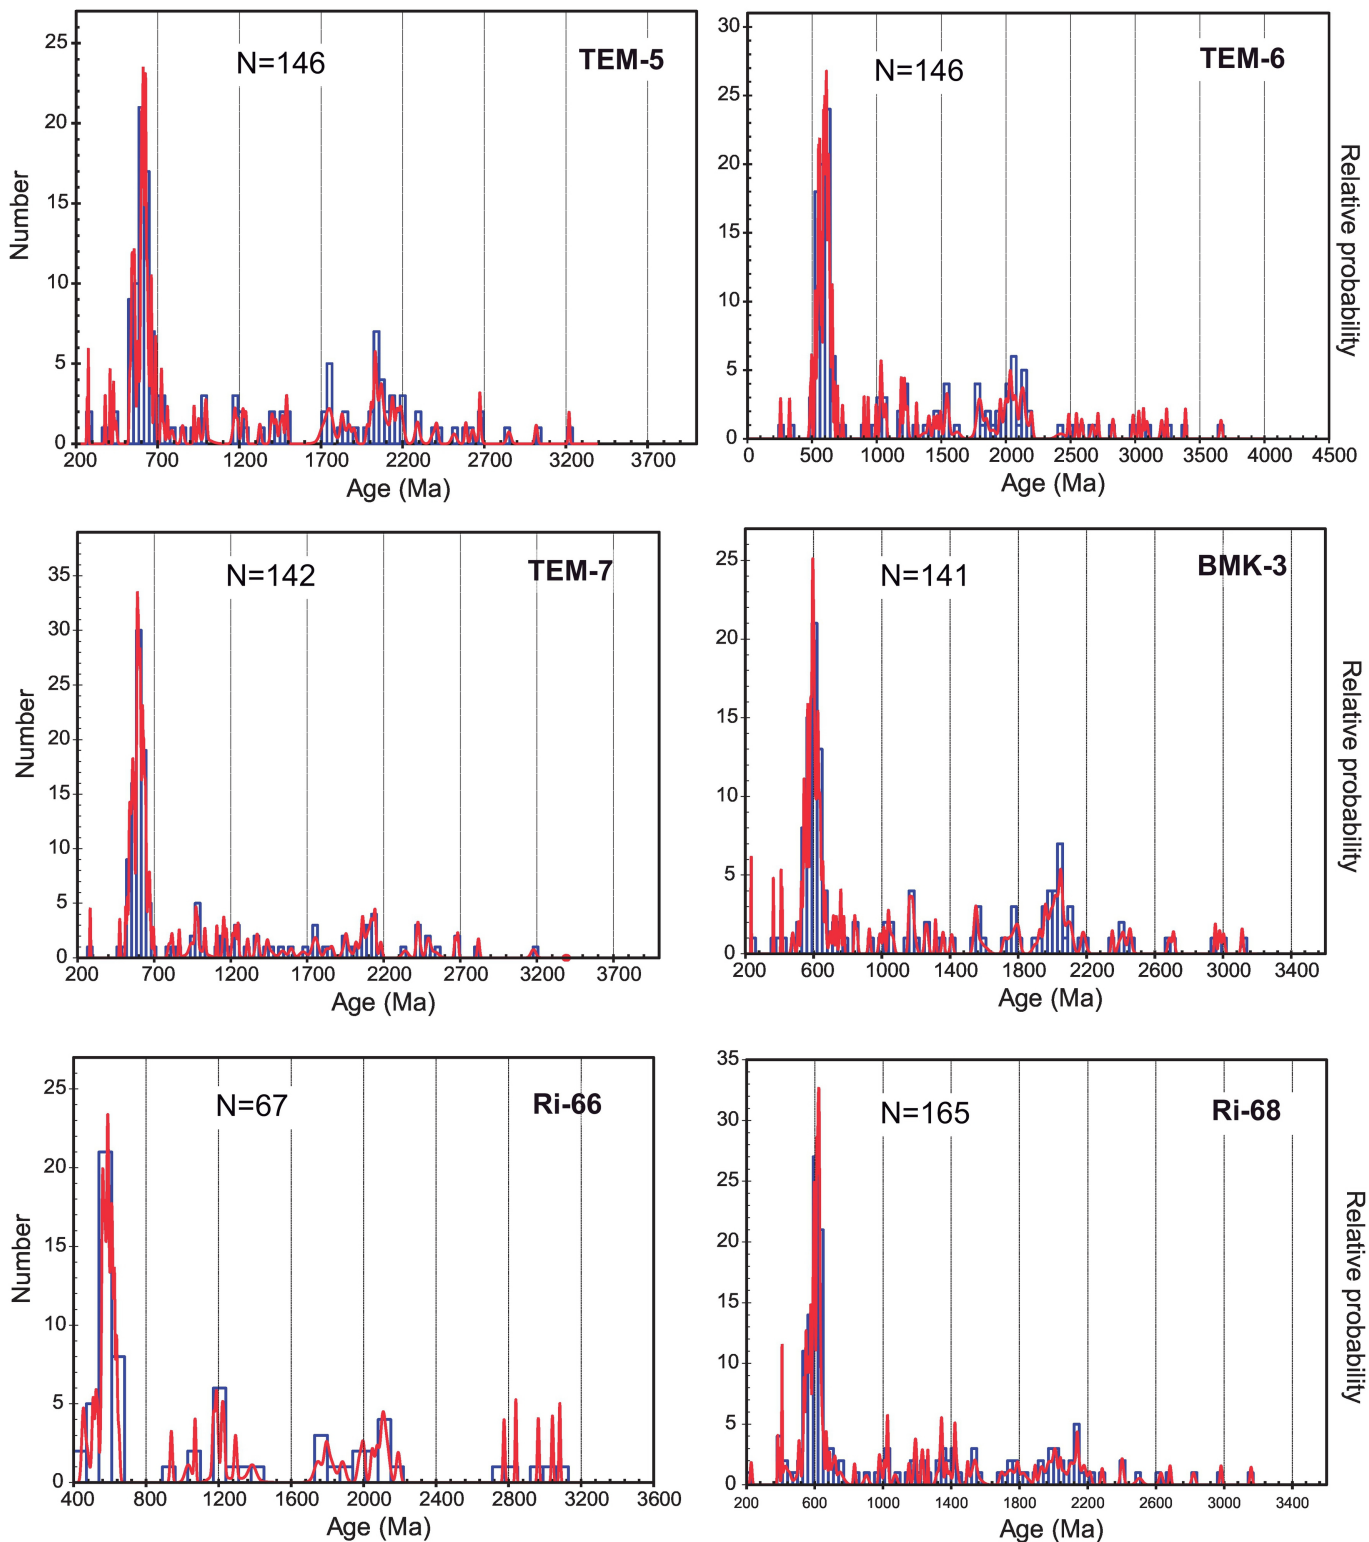 TEM-5
N=146
25
20
15
10
5
0
Number
200 700 1200 1700 2200 2700 3200 3700
Age (Ma)
TEM-6
N=146
30
25
20
15
10
5
0
Relative probability
0 500 1000 1500 2000 2500 3000 3500 4000 4500
Age (Ma)
TEM-7
N=142
35
30
25
20
15
10
5
0
Number
200 700 1200 1700 2200 2700 3200 3700
Age (Ma)
BMK-3
N=141
25
20
15
10
5
0
Relative probability
200 600 1000 1400 1800 2200 2600 3000 3400
Age (Ma)
Ri-66
N=67
25
20
15
10
5
0
Number
400 800 1200 1600 2000 2400 2800 3200 3600
Age (Ma)
Ri-68
N=165
35
30
25
20
15
10
5
0
Relative probability
200 600 1000 1400 1800 2200 2600 3000 3400
Age (Ma)